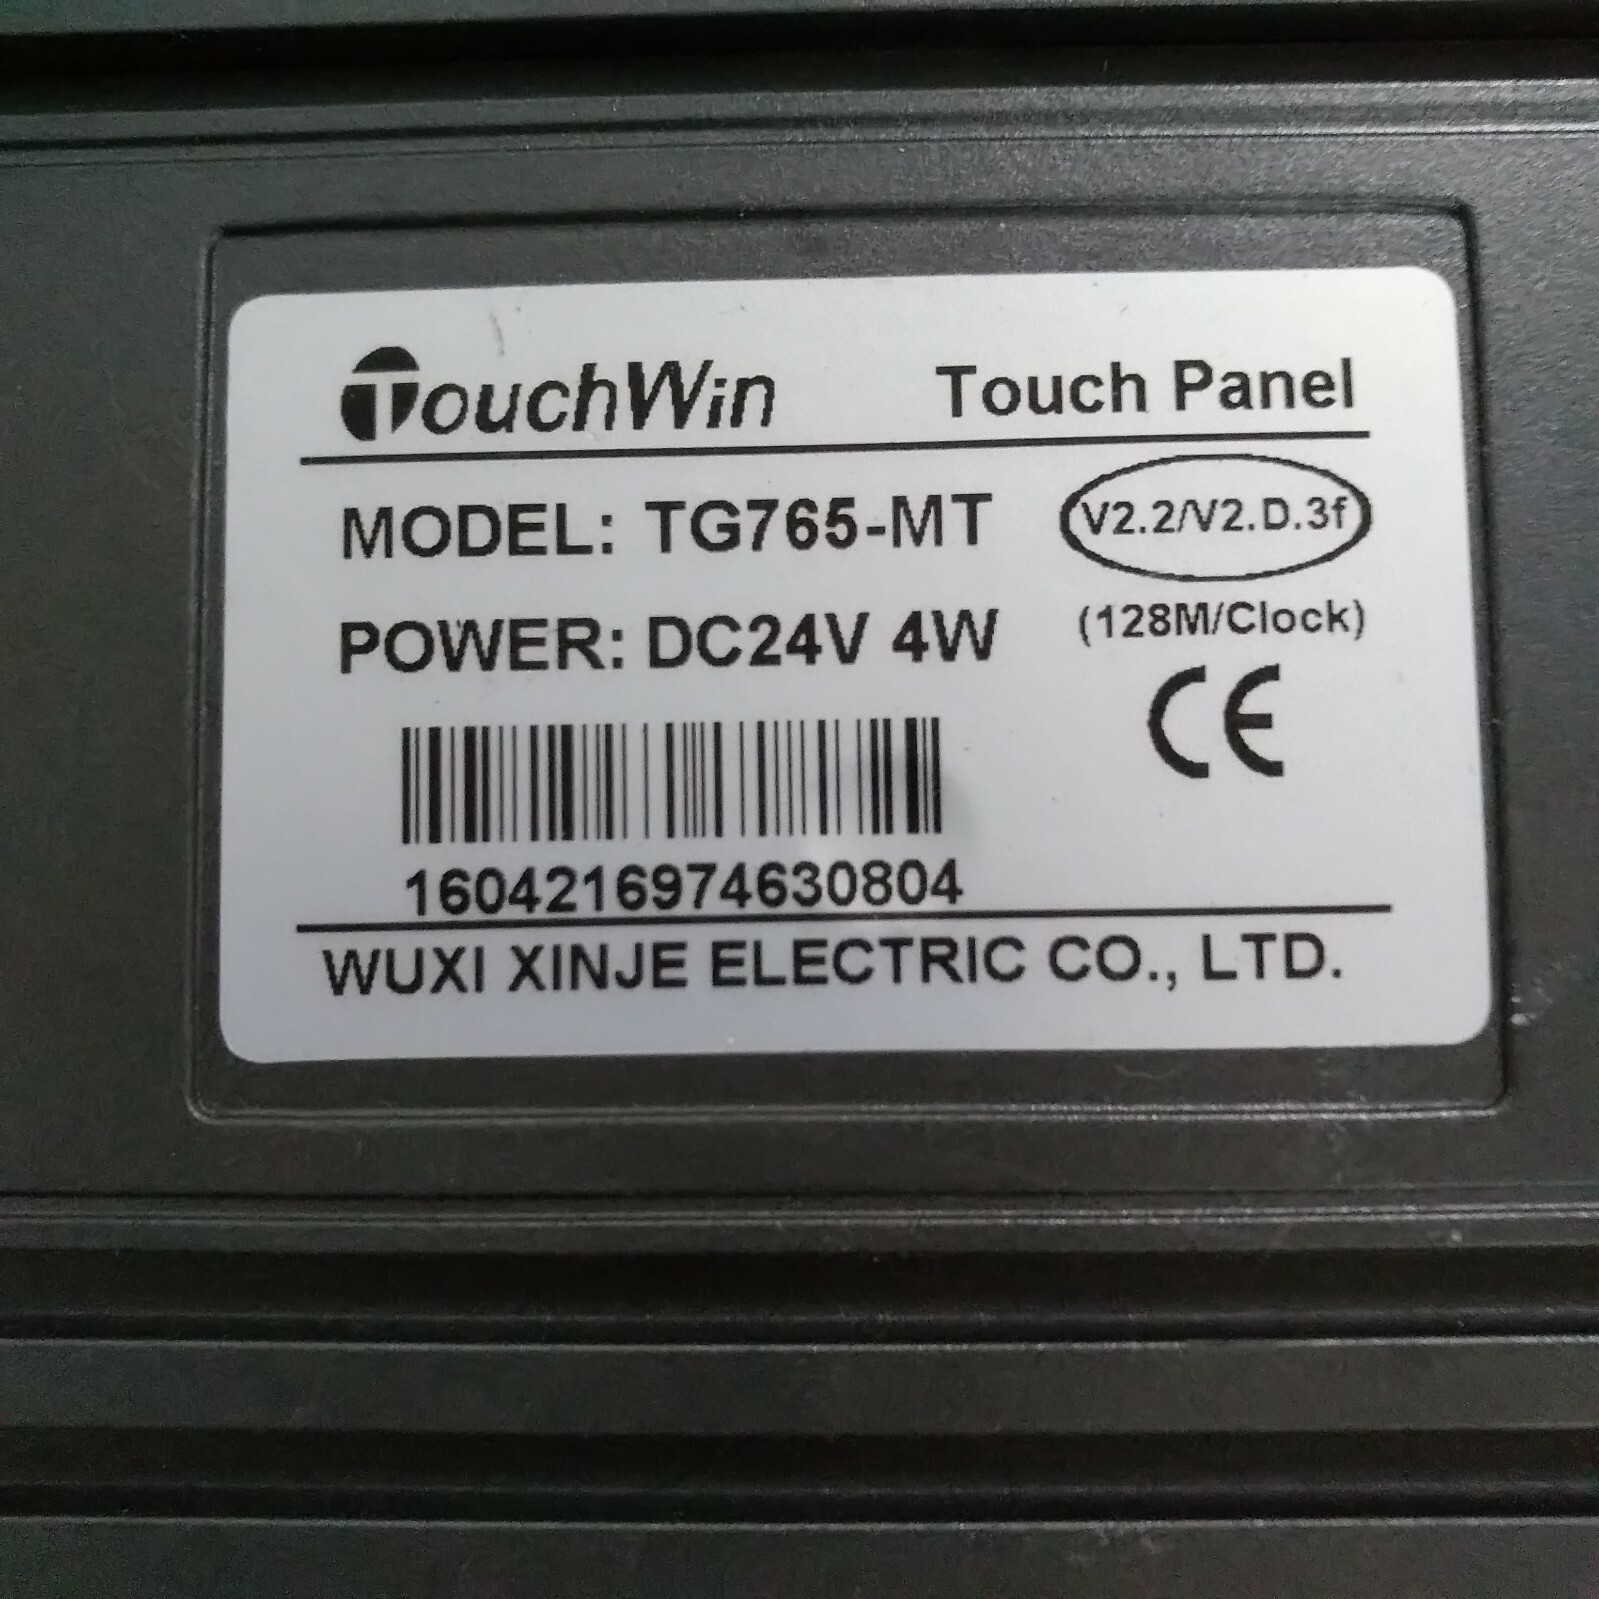 TouchWin Touch Panel
MODEL: TG765-MT V2.2/V2.D.3f
POWER: DC24V 4W (128M/Clock)
CE
1604216974630804
WUXI XINJE ELECTRIC CO., LTD.